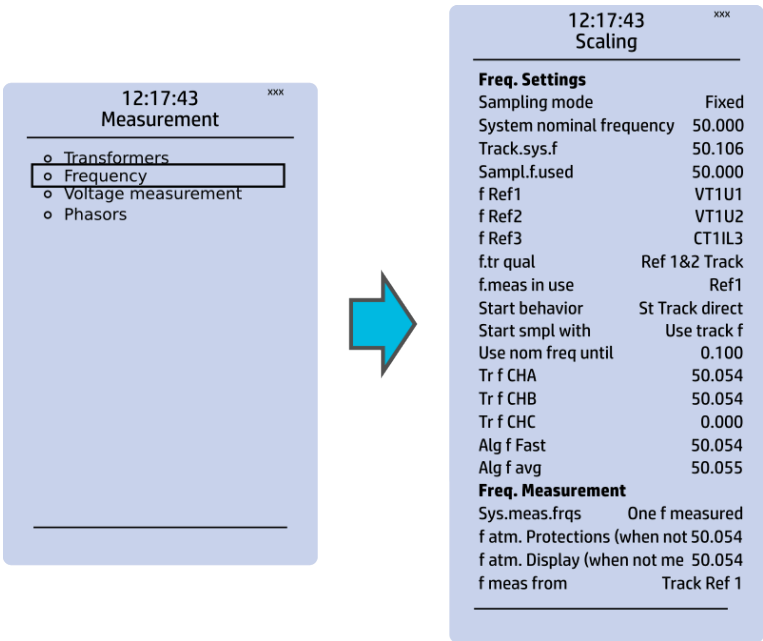 12:17:43
xxx
Measurement
Transformers
Frequency
Voltage measurement
Phasors
12:17:43
xxx
Scaling
Freq. Settings
Sampling mode Fixed
System nominal frequency 50.000
Track.sys.f 50.106
Sampl.f.used 50.000
f Ref1 VT1U1
f Ref2 VT1U2
f Ref3 CT1IL3
f.tr qual Ref 1&2 Track
f.meas in use Ref1
Start behavior St Track direct
Start smpl with Use track f
Use nom freq until 0.100
Tr f CHA 50.054
Tr f CHB 50.054
Tr f CHC 0.000
Alg f Fast 50.054
Alg f avg 50.055
Freq. Measurement
Sys.meas.frqs One f measured
f atm. Protections (when not 50.054
f atm. Display (when not me 50.054
f meas from Track Ref 1